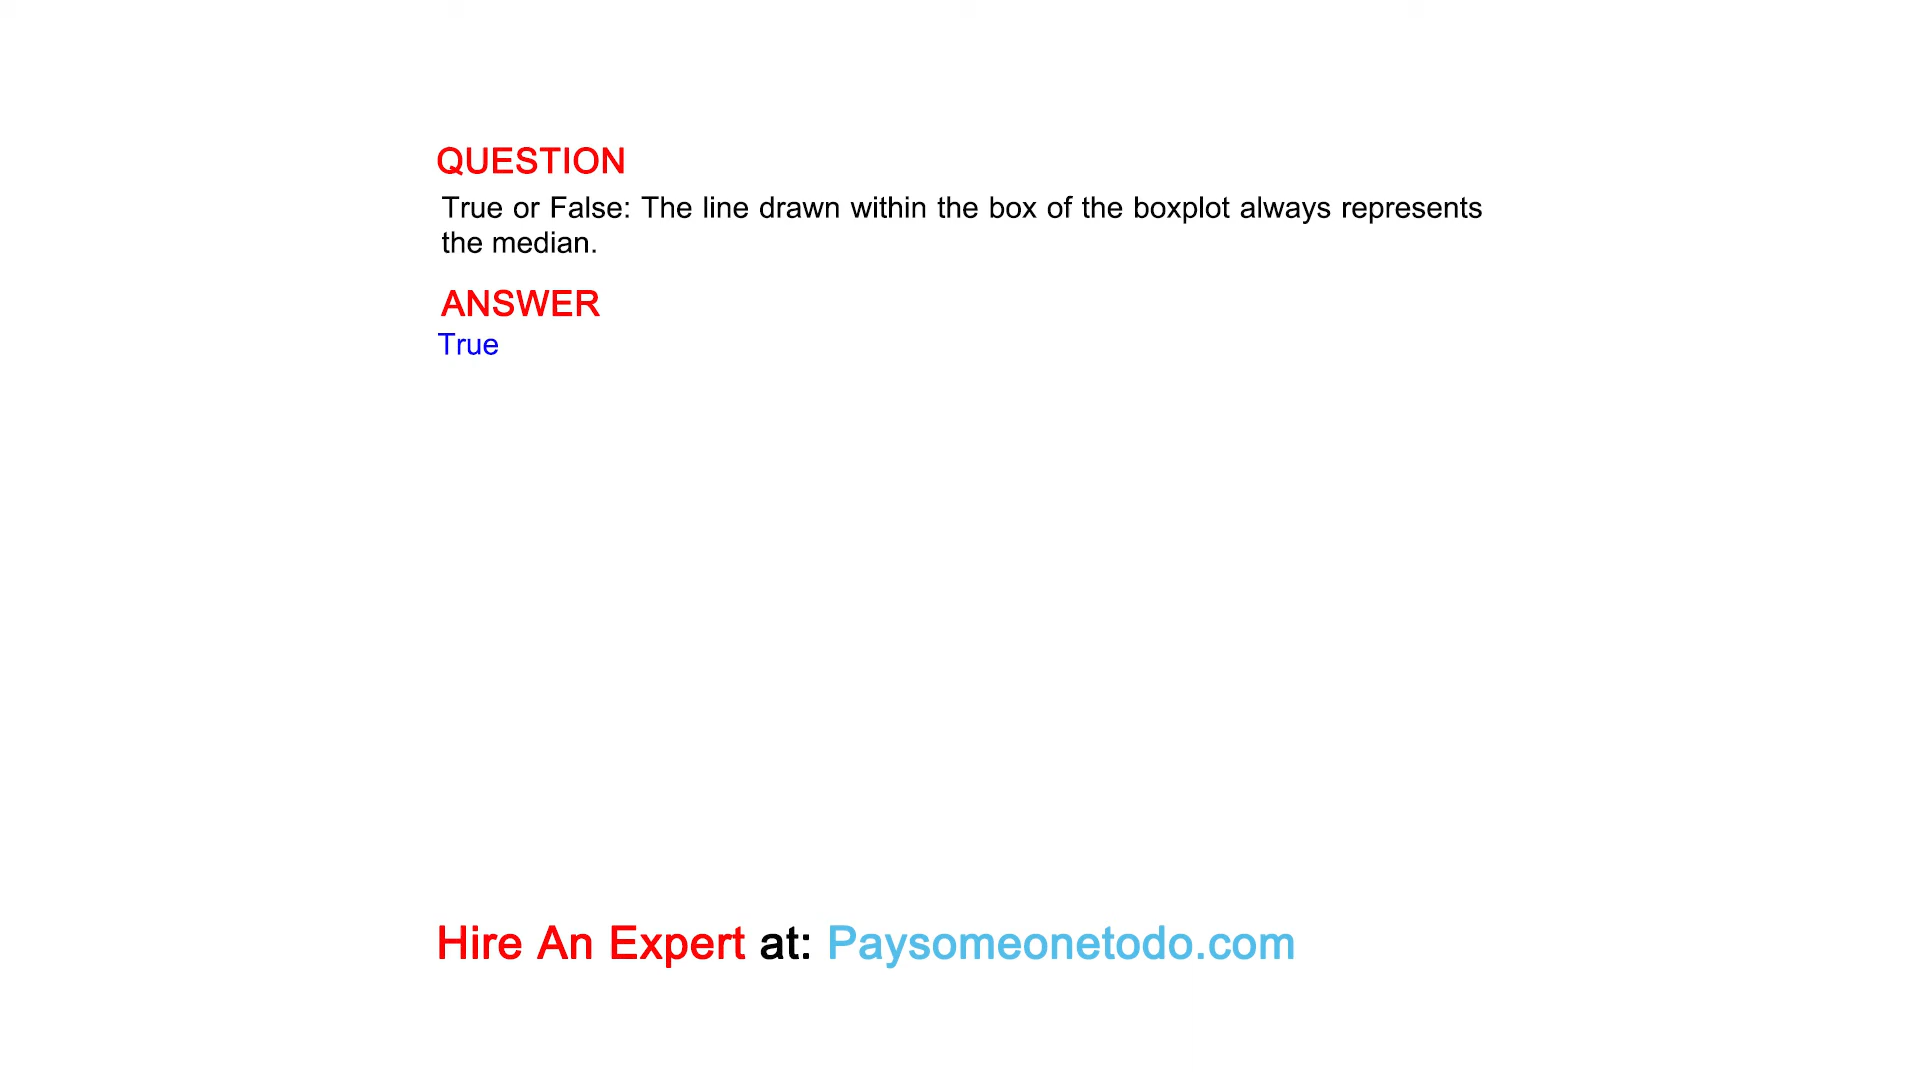 QUESTION
True or False: The line drawn within the box of the boxplot always represents
the median.
ANSWER
True
Hire An Expert at: Paysomeonetodo.com